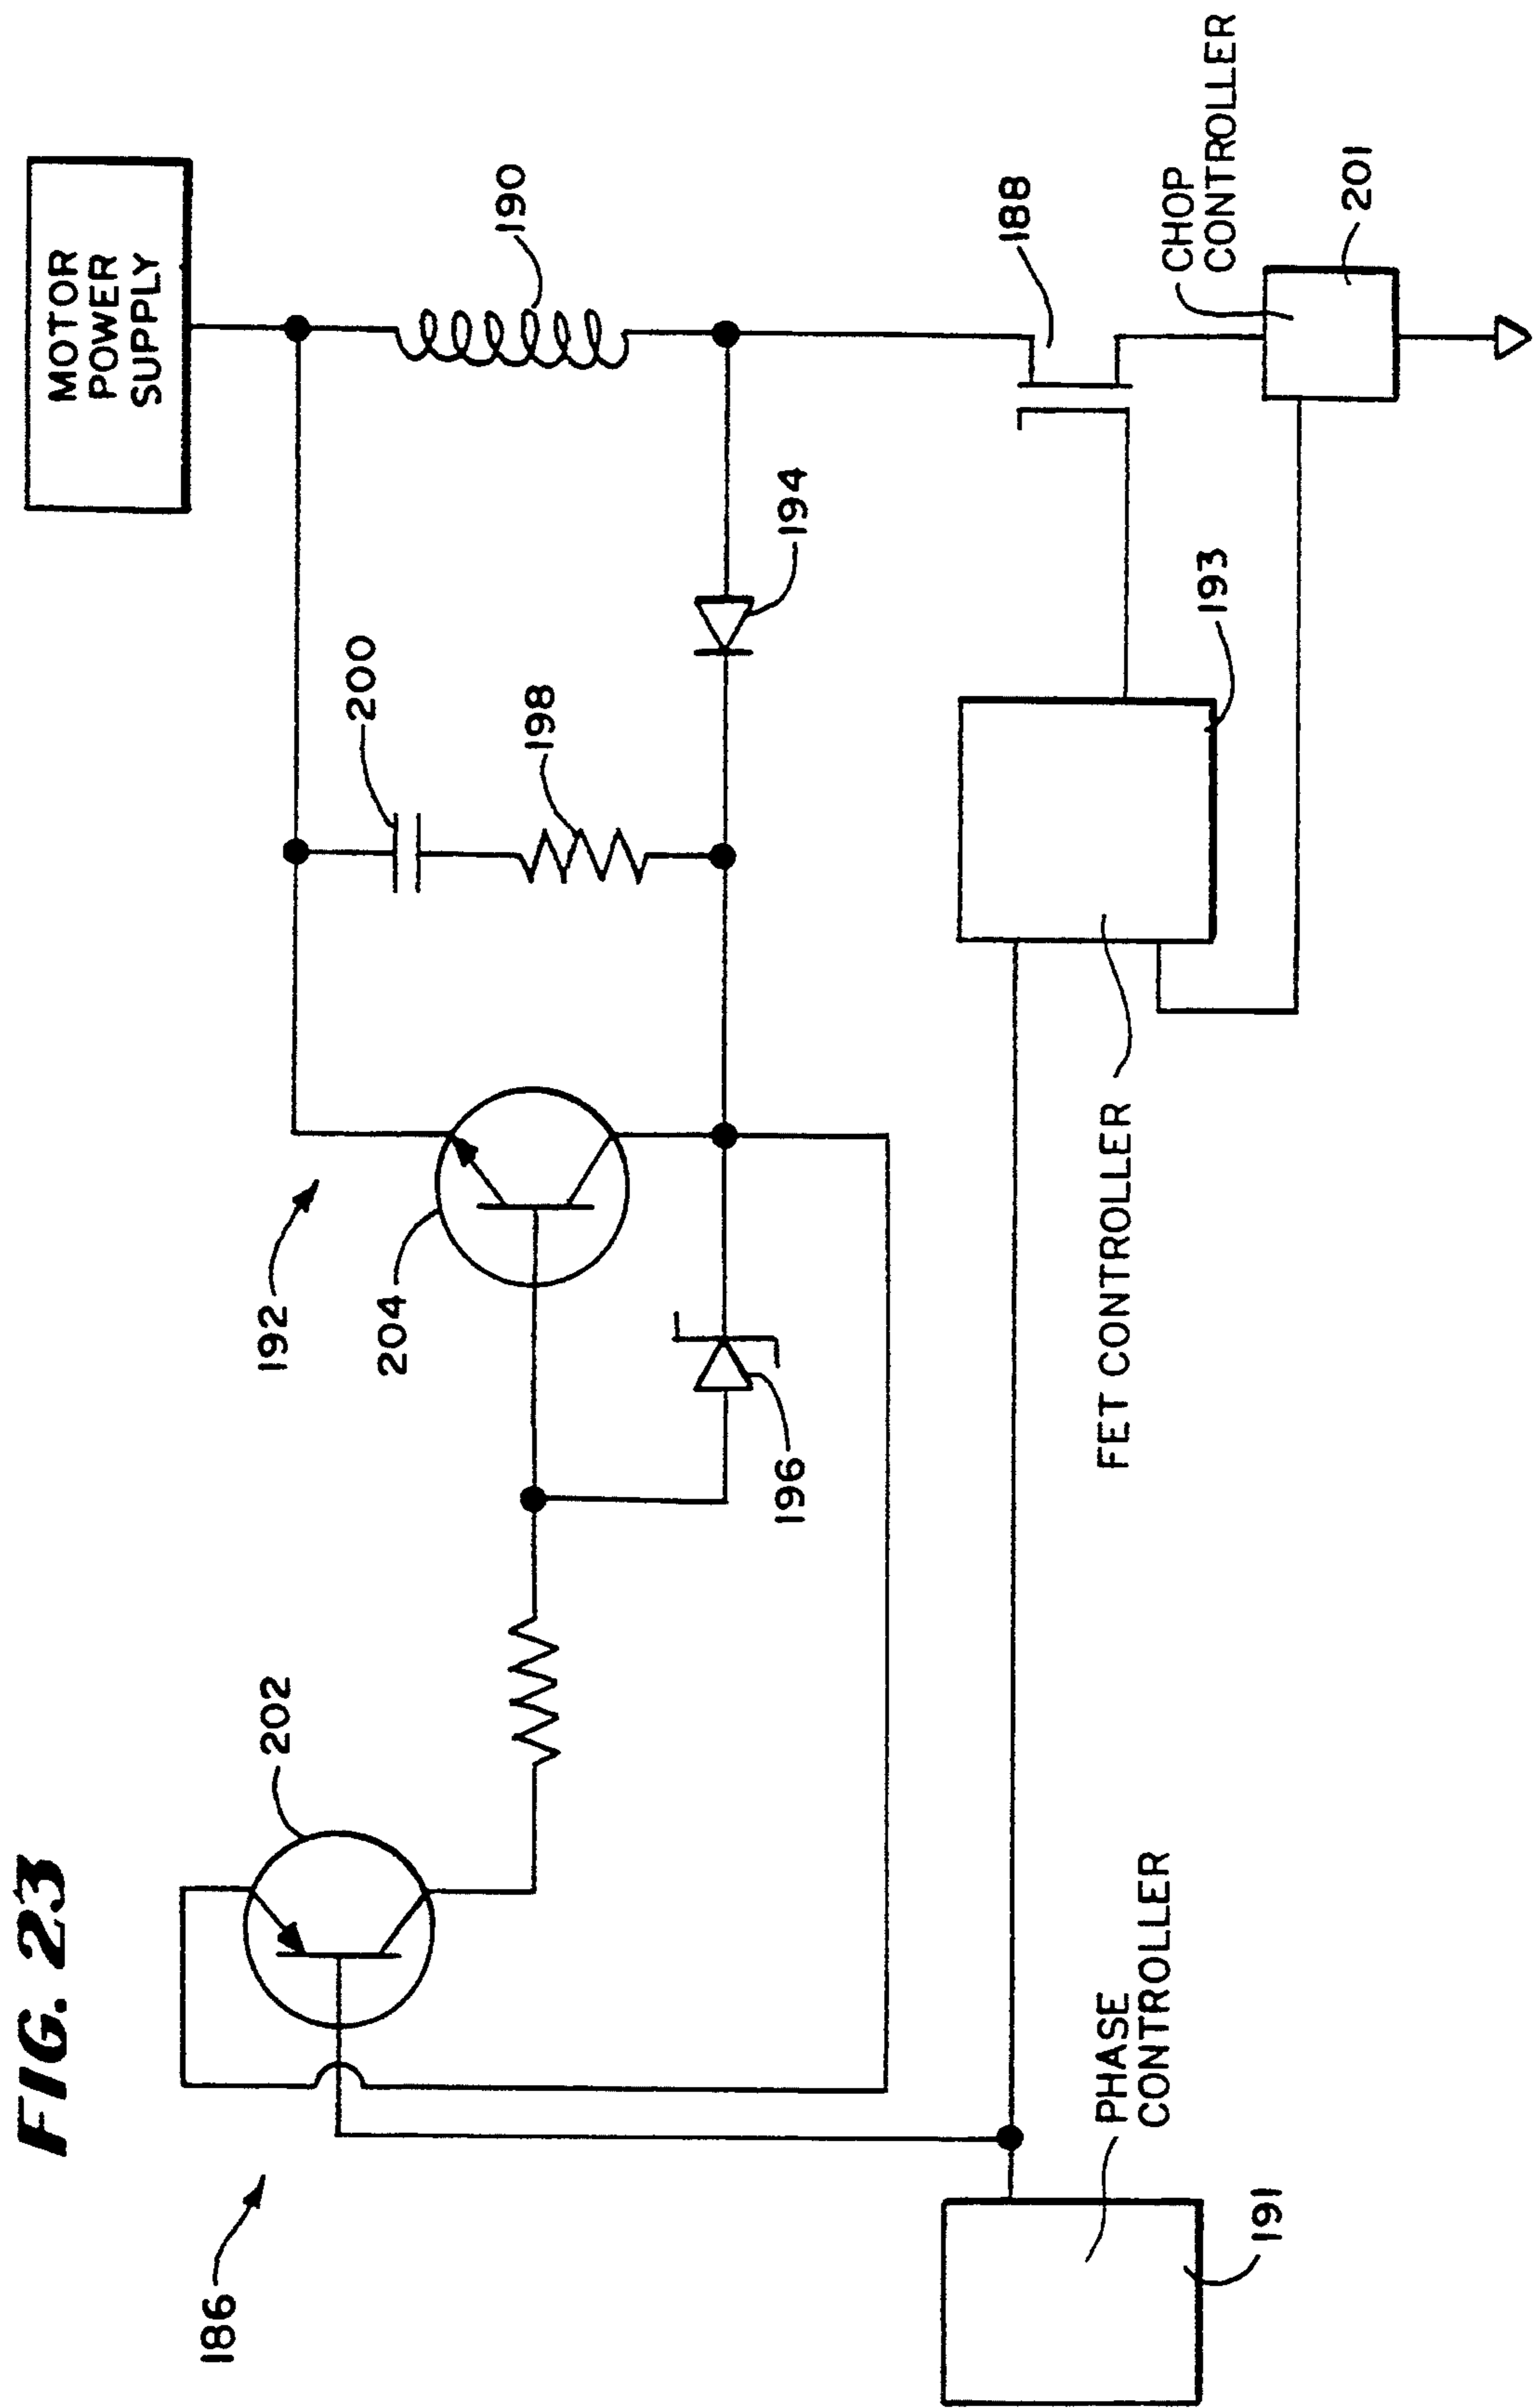 FIG. 23
186
202
192
204
196
200
198
194
190
188
MOTOR
POWER
SUPPLY
CHOP
CONTROLLER
201
193
FET CONTROLLER
PHASE
CONTROLLER
191